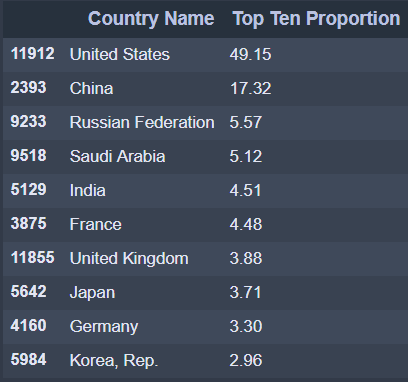 Country Name Top Ten Proportion
11912 United States 49.15
2393 China 17.32
9233 Russian Federation 5.57
9518 Saudi Arabia 5.12
5129 India 4.51
3875 France 4.48
11855 United Kingdom 3.88
5642 Japan 3.71
4160 Germany 3.30
5984 Korea, Rep. 2.96